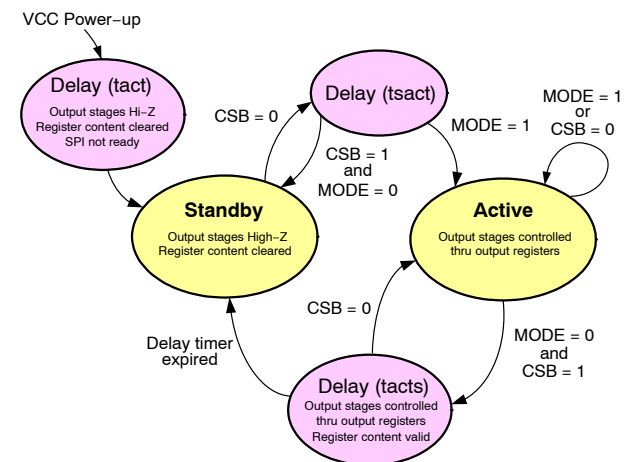 VCC Power-up
Delay (tact)
Output stages Hi-Z
Register content cleared
SPI not ready
CSB = 0
Delay (tsact)
CSB = 1
and
MODE = 0
MODE = 1
MODE = 1
or
CSB = 0
Standby
Output stages High-Z
Register content cleared
Active
Output stages controlled
thru output registers
CSB = 0
Delay timer
expired
MODE = 0
and
CSB = 1
Delay (tacts)
Output stages controlled
thru output registers
Register content valid